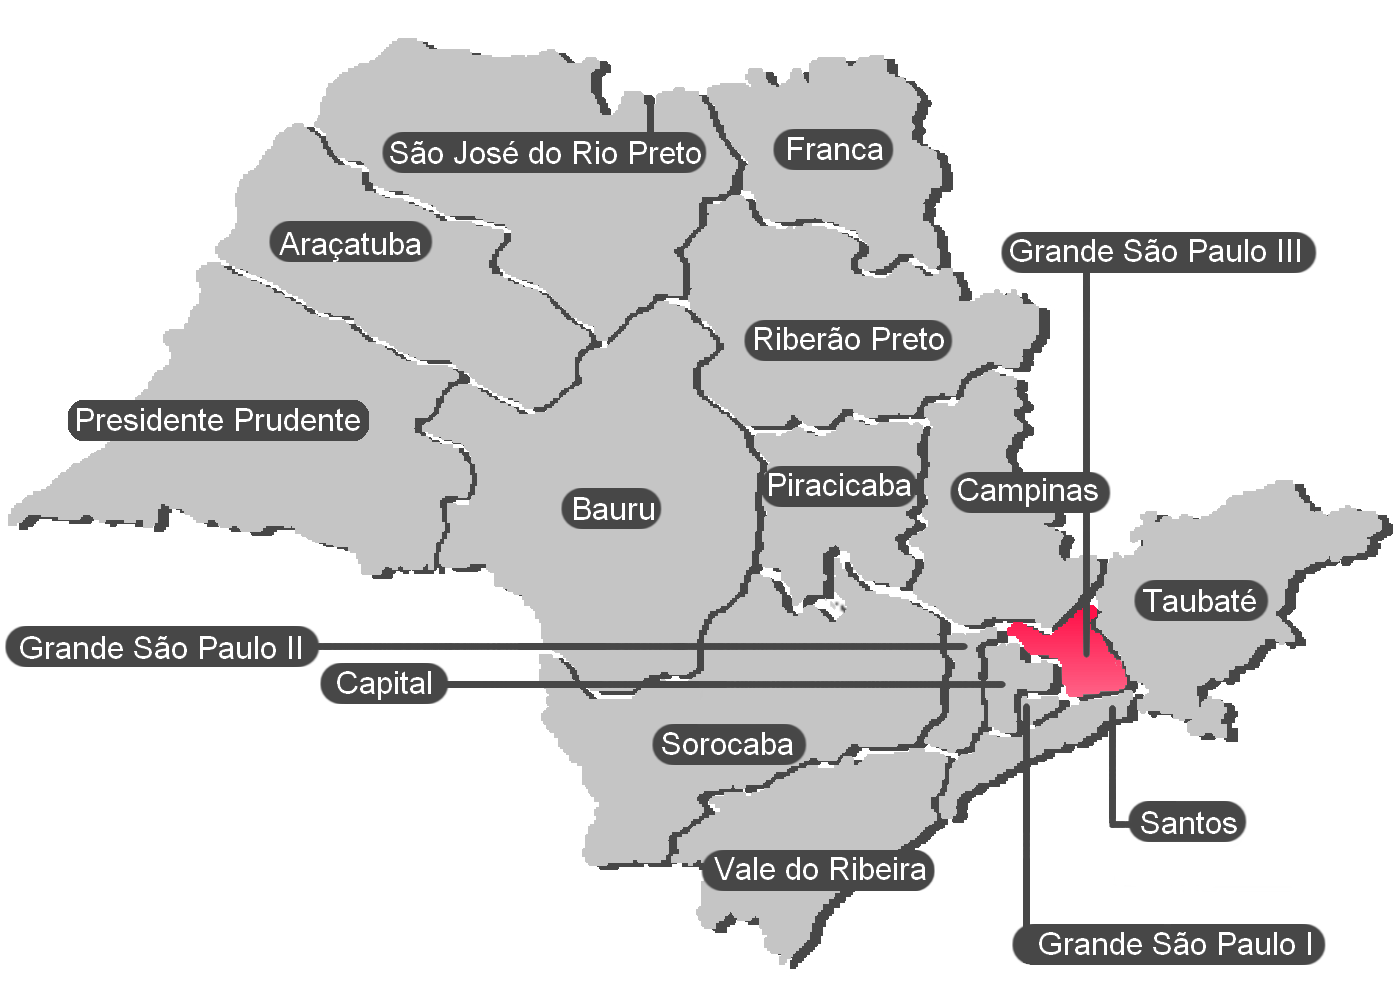 Franca
São José do Rio Preto
Araçatuba
Grande São Paulo III
Riberão Preto
Presidente Prudente
Piracicaba
Campinas
Bauru
Taubaté
Grande São Paulo II
Capital
Sorocaba
Santos
Vale do Ribeira
Grande São Paulo I